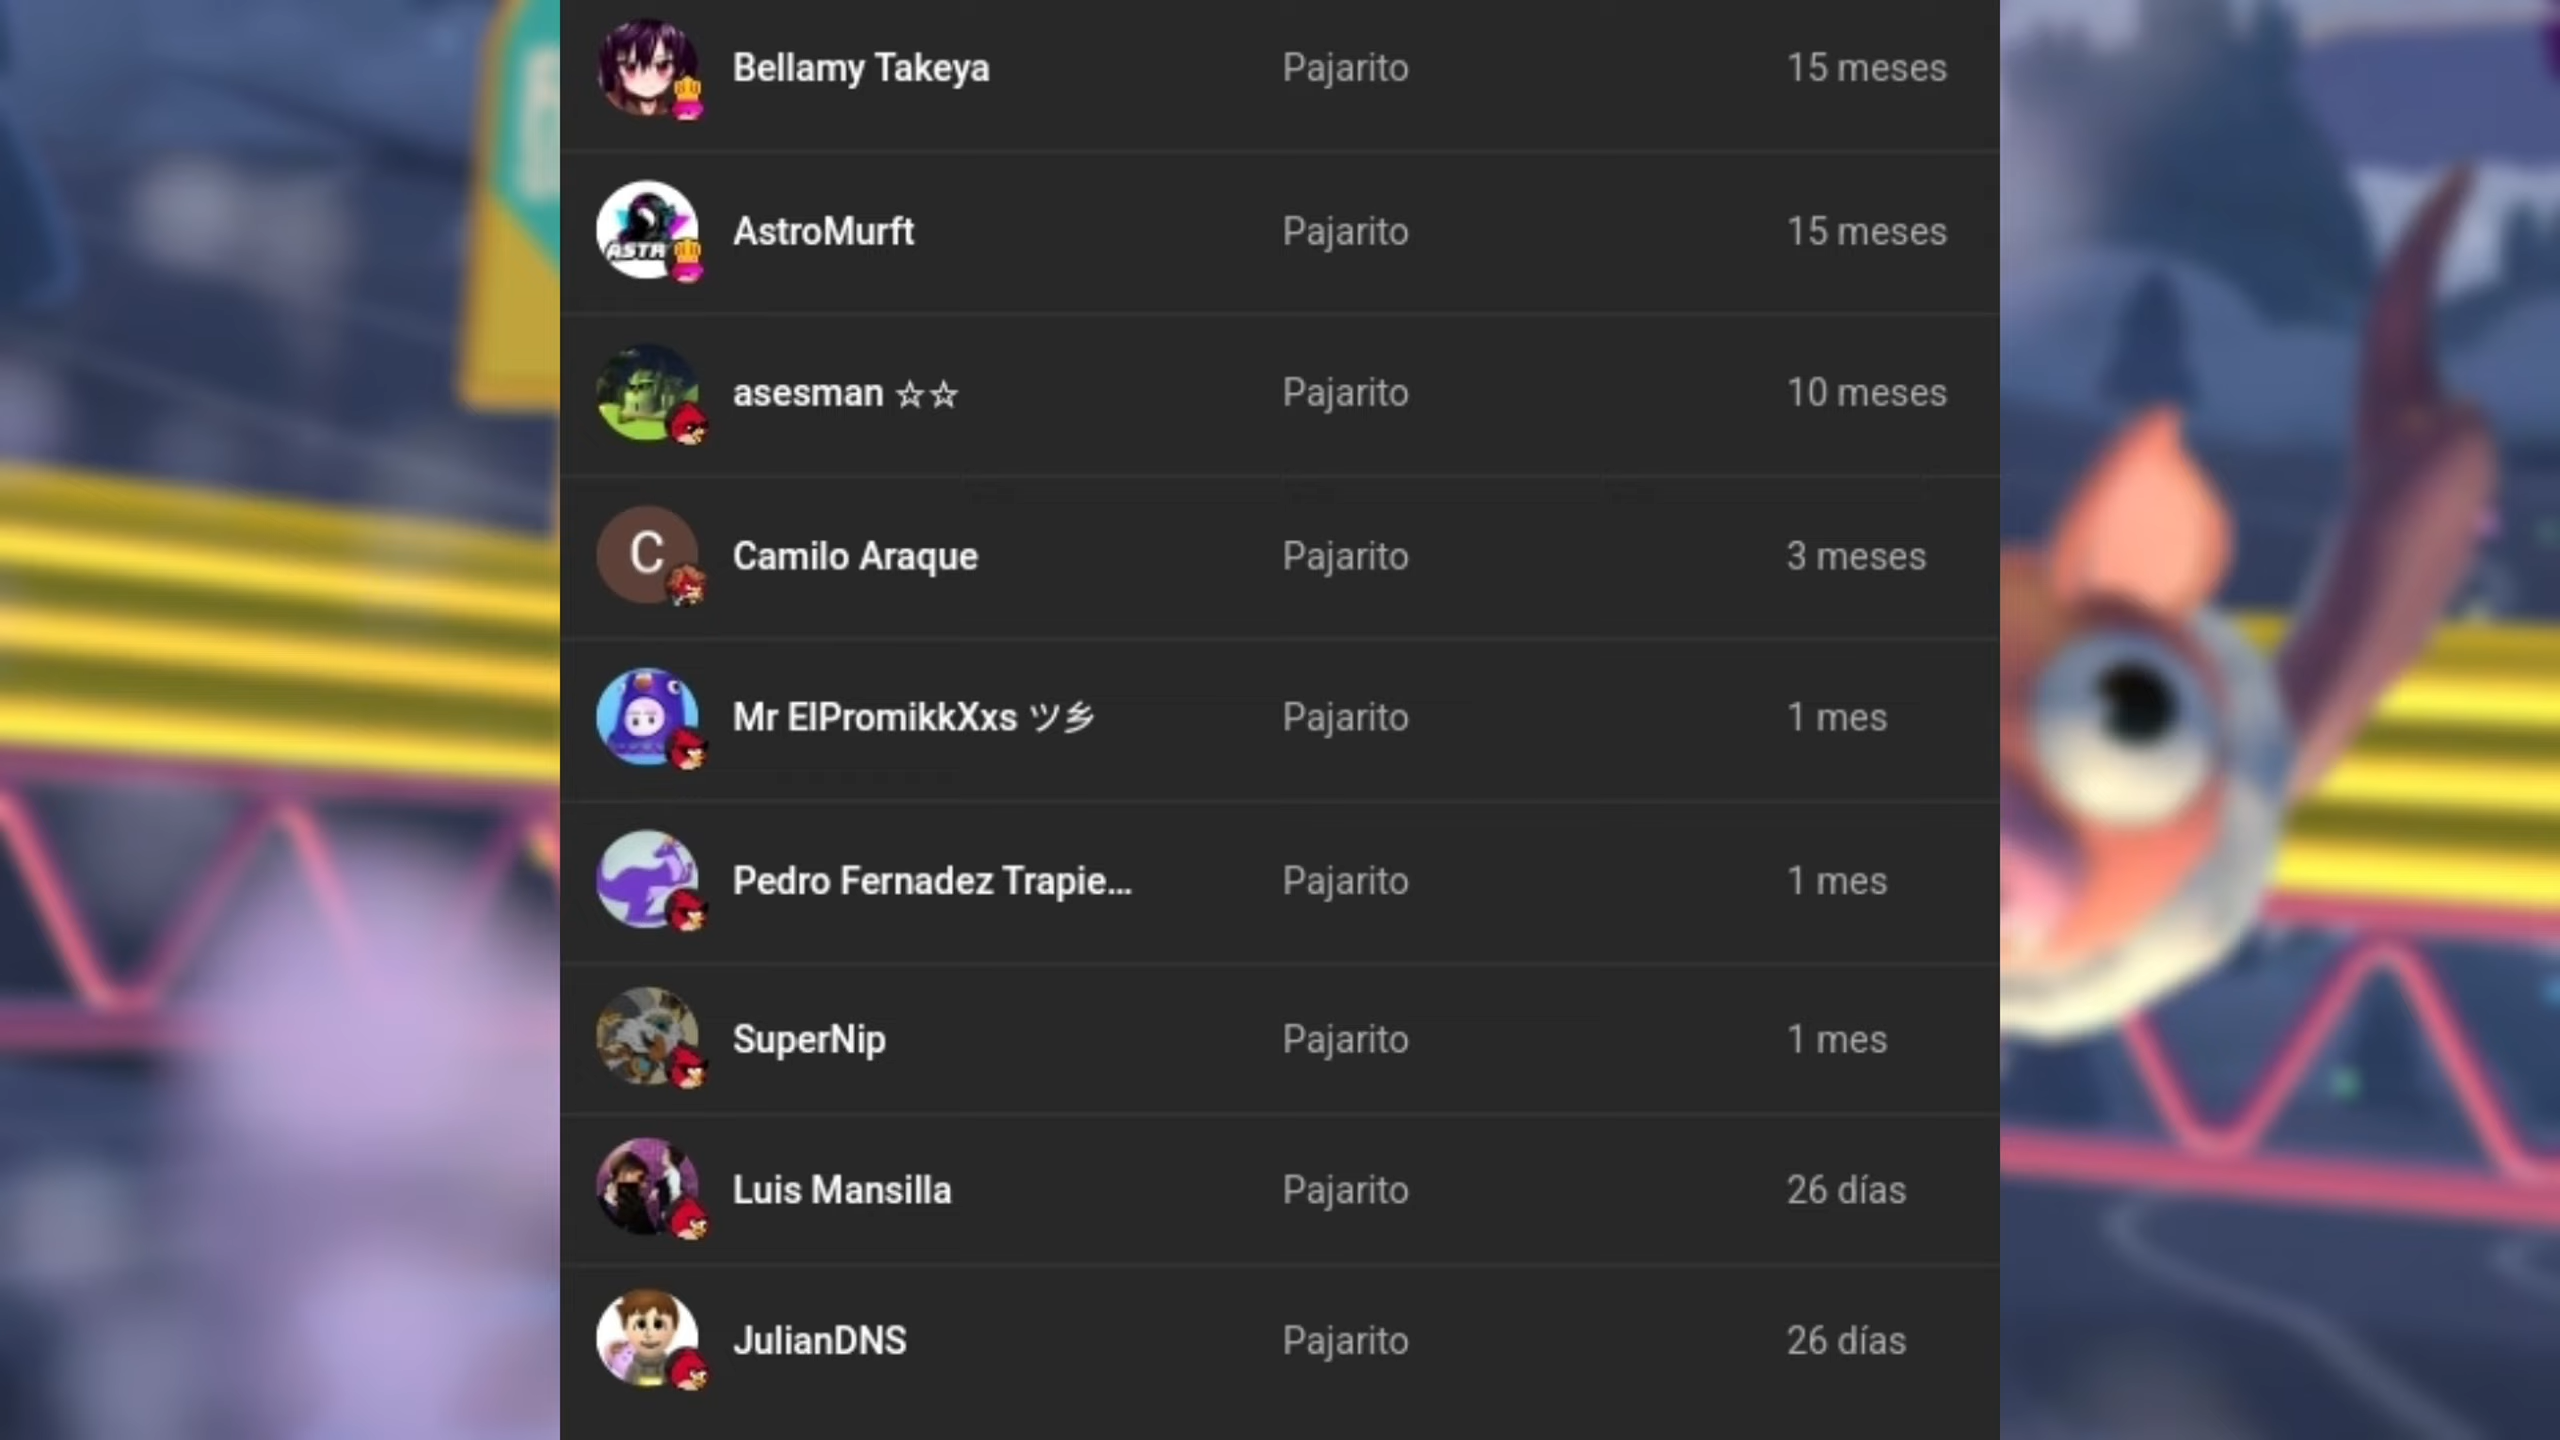 Bellamy Takeya Pajarito 15 meses
AstroMurft Pajarito 15 meses
asesman ☆☆ Pajarito 10 meses
C Camilo Araque Pajarito 3 meses
Mr ElPromikkXxs ツ乡 Pajarito 1 mes
Pedro Fernadez Trapie... Pajarito 1 mes
SuperNip Pajarito 1 mes
Luis Mansilla Pajarito 26 días
JulianDNS Pajarito 26 días